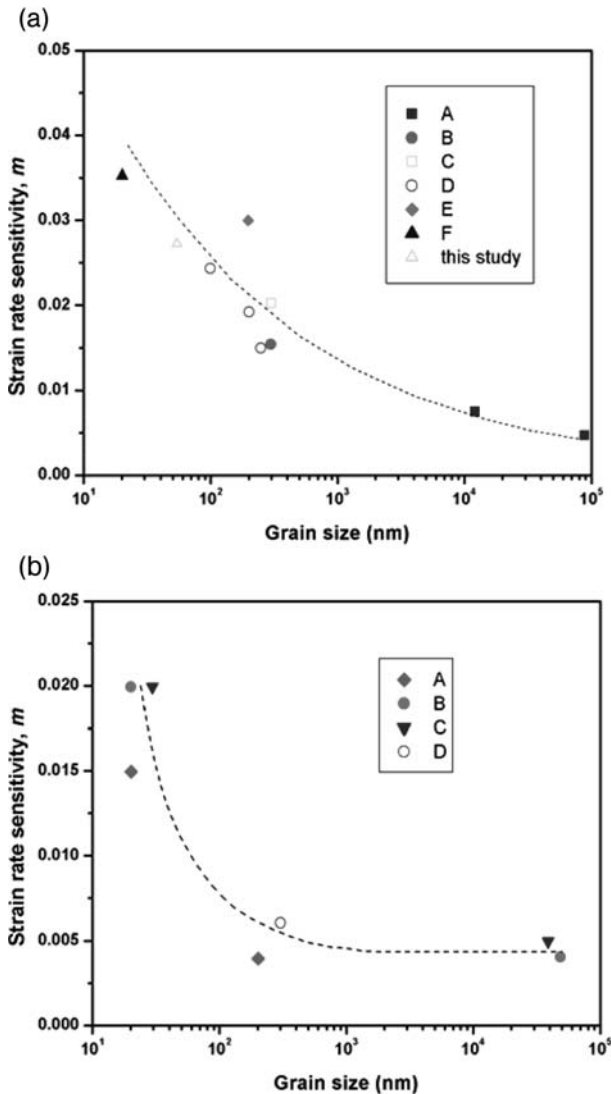 (a)
0.05
0.04
0.03
0.02
0.01
0.00
Strain rate sensitivity, m
A
B
C
D
E
F
this study
10¹ 10² 10³ 10⁴ 10⁵
Grain size (nm)
(b)
0.025
0.020
0.015
0.010
0.005
0.000
Strain rate sensitivity, m
A
B
C
D
10¹ 10² 10³ 10⁴ 10⁵
Grain size (nm)